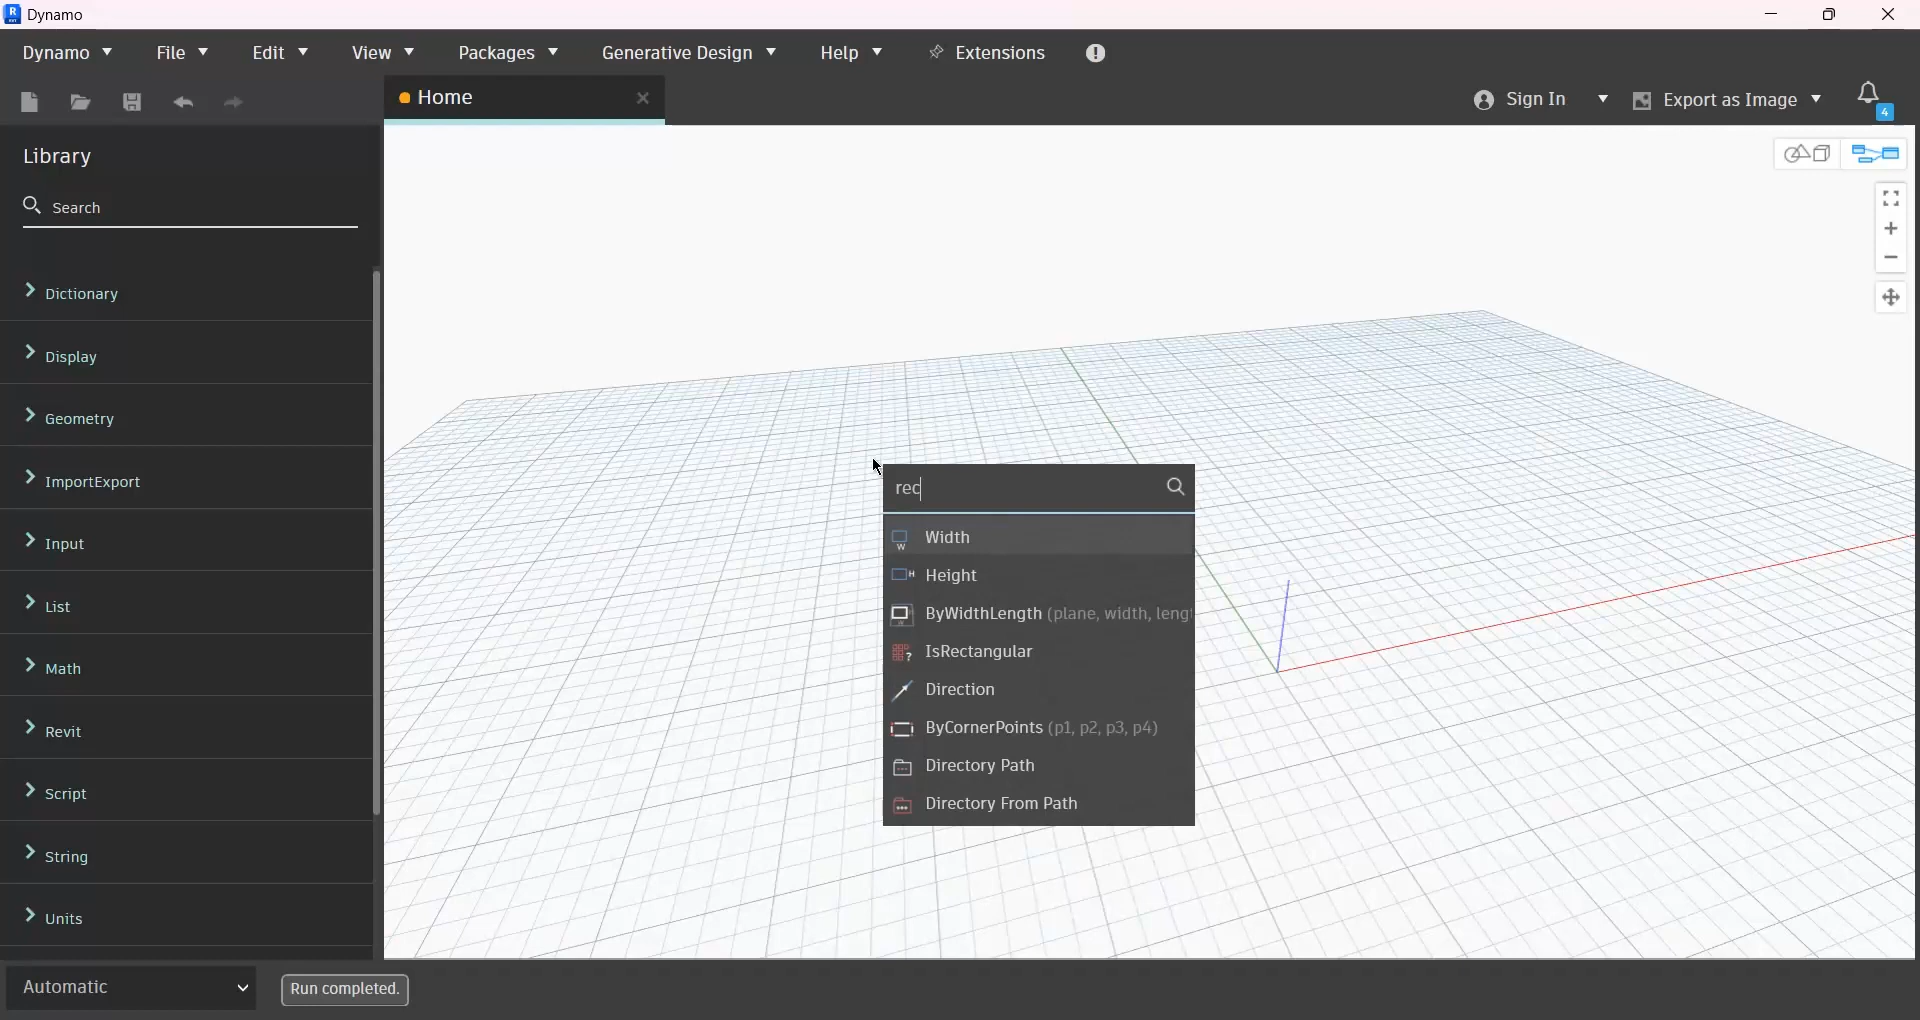 Dynamo
Dynamo File Edit View Packages Generative Design Help Extensions
Home
Sign In
Export as Image
4
Library
Search
Dictionary
Display
Geometry
ImportExport
Input
List
Math
Revit
Script
String
Units
rec
Width
Height
ByWidthLength (plane, width, leng
IsRectangular
Direction
ByCornerPoints (p1, p2, p3, p4)
Directory Path
Directory From Path
Automatic
Run completed.